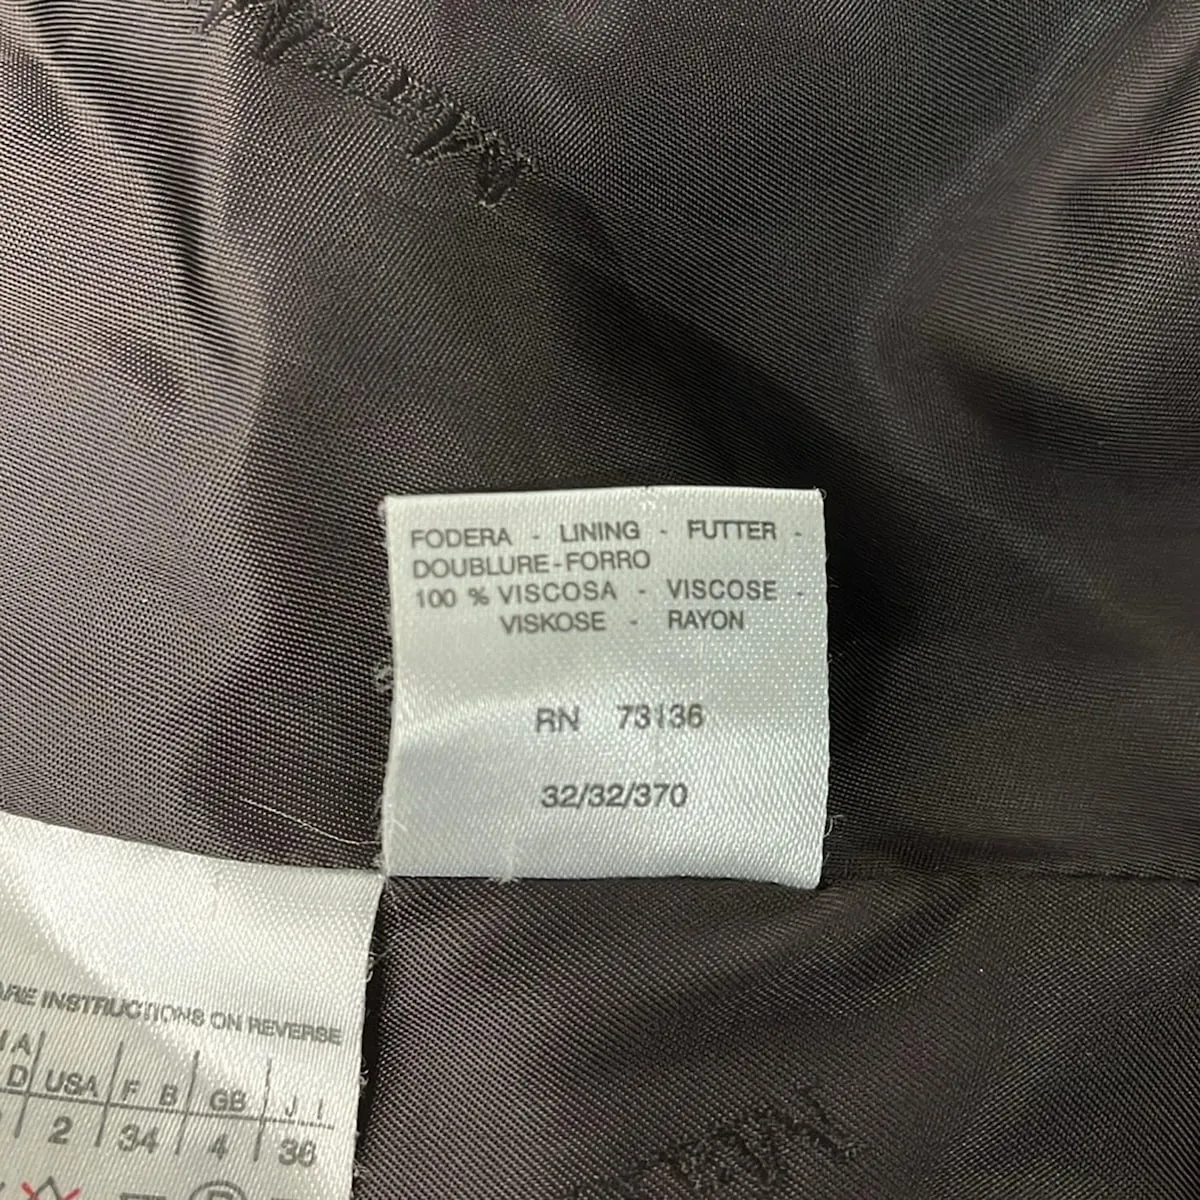 FODERA - LINING - FUTTER -
DOUBLURE-FORRO
100 % VISCOSA - VISCOSE -
VISKOSE - RAYON
RN 73136
32/32/370
ARE INSTRUCTIONS ON REVERSE
IA
D USA F B GB J I
2 34 4 36
P